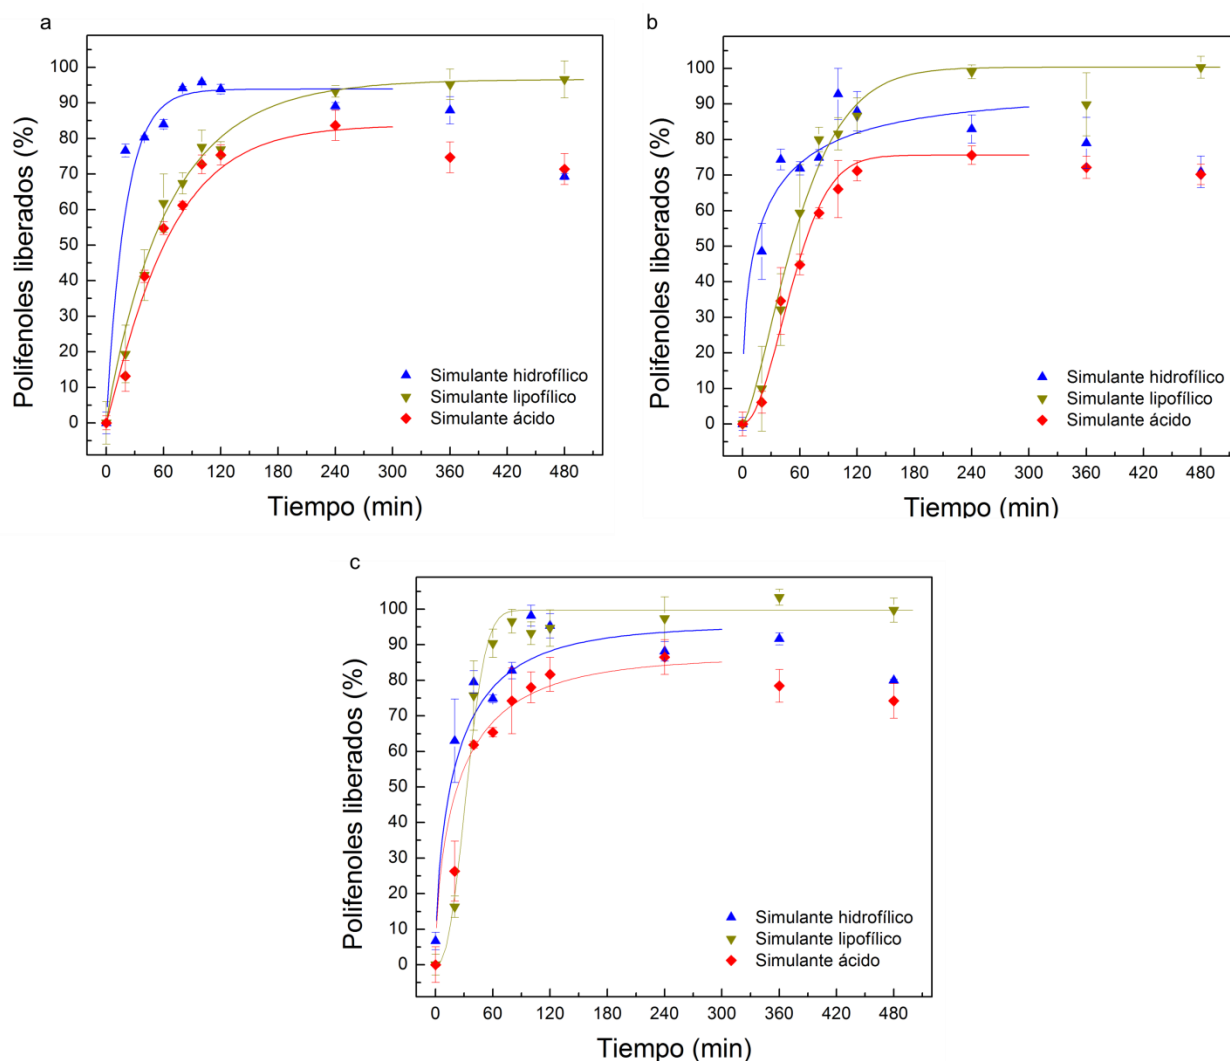 a
Polifenoles liberados (%)
100
90
80
70
60
50
40
30
20
10
0
Simulante hidrofílico
Simulante lipofílico
Simulante ácido
0 60 120 180 240 300 360 420 480
Tiempo (min)
b
Polifenoles liberados (%)
100
90
80
70
60
50
40
30
20
10
0
Simulante hidrofílico
Simulante lipofílico
Simulante ácido
0 60 120 180 240 300 360 420 480
Tiempo (min)
c
Polifenoles liberados (%)
100
90
80
70
60
50
40
30
20
10
0
Simulante hidrofílico
Simulante lipofílico
Simulante ácido
0 60 120 180 240 300 360 420 480
Tiempo (min)